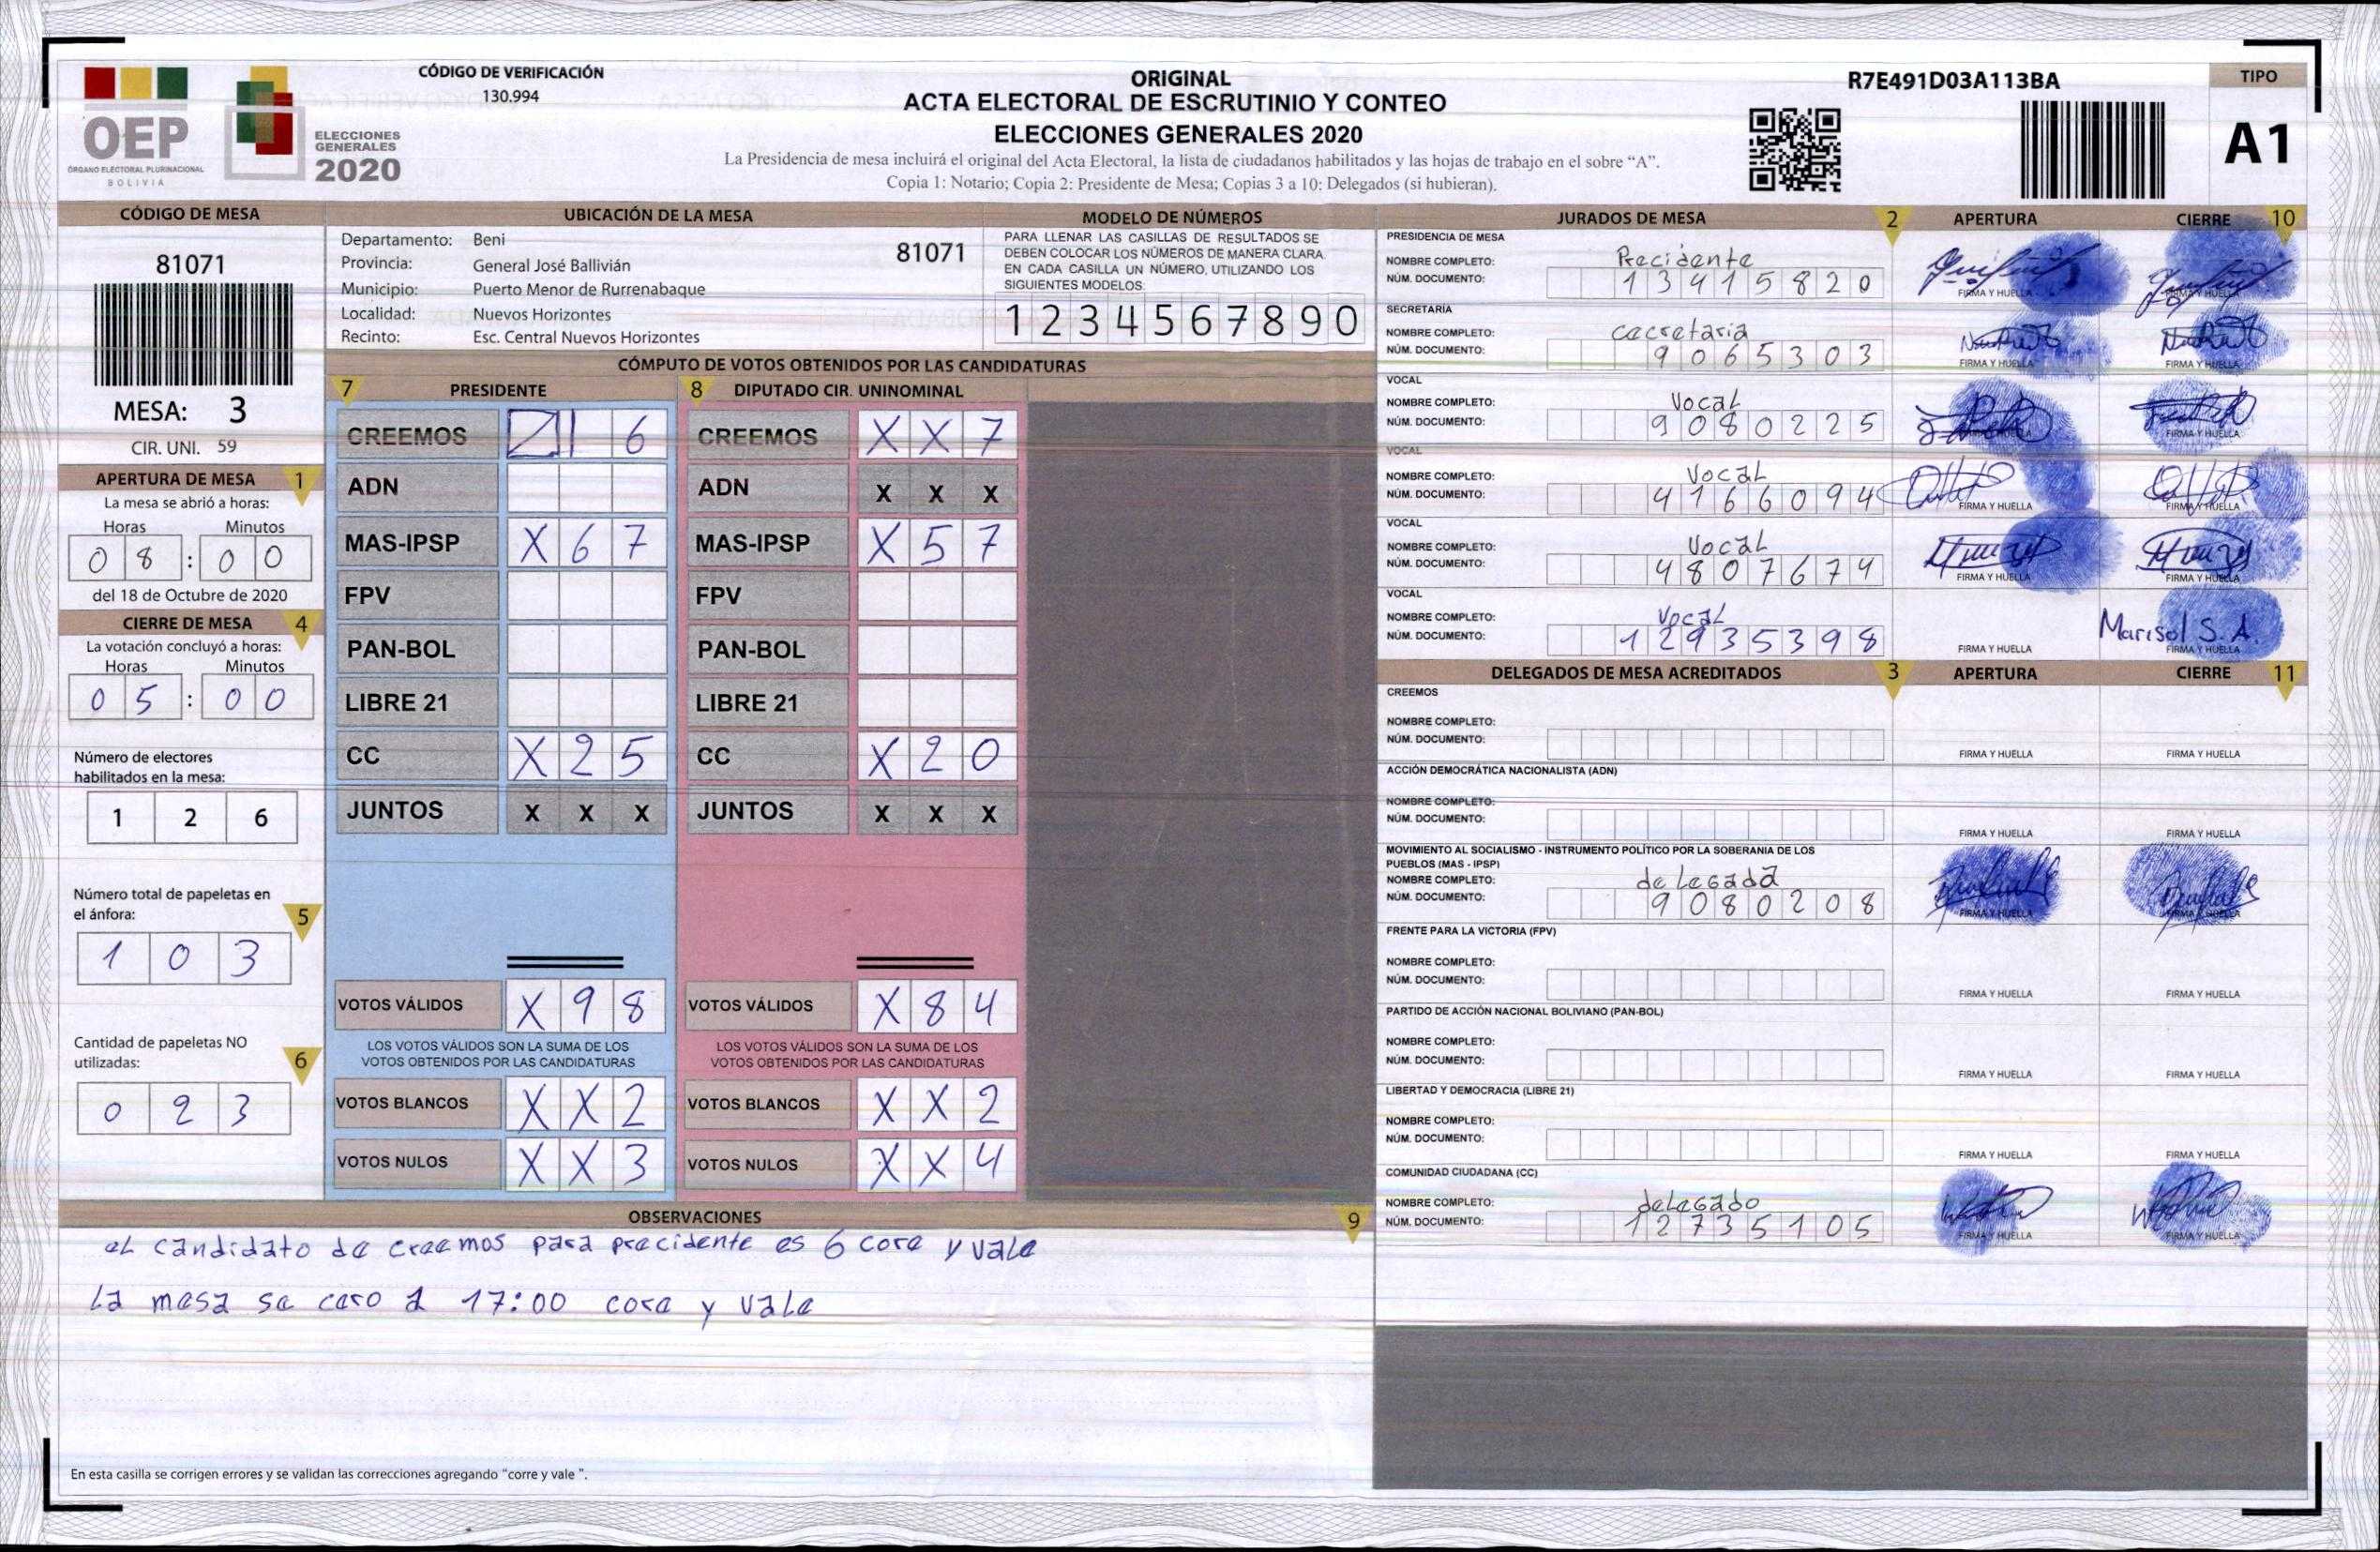 CÓDIGO DE VERIFICACIÓN
130.994
OEP
ÓRGANO ELECTORAL PLURINACIONAL
BOLIVIA
ELECCIONES
GENERALES
2020
ORIGINAL
ACTA ELECTORAL DE ESCRUTINIO Y CONTEO
ELECCIONES GENERALES 2020
La Presidencia de mesa incluirá el original del Acta Electoral, la lista de ciudadanos habilitados y las hojas de trabajo en el sobre “A”.
Copia 1: Notario; Copia 2: Presidente de Mesa; Copias 3 a 10: Delegados (si hubieran).
R7E491D03A113BA
TIPO
A1
CÓDIGO DE MESA
81071
MESA: 3
CIR. UNI. 59
APERTURA DE MESA 1
La mesa se abrió a horas:
Horas Minutos
0 8 : 0 0
del 18 de Octubre de 2020
CIERRE DE MESA 4
La votación concluyó a horas:
Horas Minutos
0 5 : 0 0
Número de electores
habilitados en la mesa:
1 2 6
Número total de papeletas en
el ánfora: 5
1 0 3
Cantidad de papeletas NO
utilizadas: 6
0 2 3
UBICACIÓN DE LA MESA
Departamento: Beni 81071
Provincia: General José Ballivián
Municipio: Puerto Menor de Rurrenabaque
Localidad: Nuevos Horizontes
Recinto: Esc. Central Nuevos Horizontes
MODELO DE NÚMEROS
PARA LLENAR LAS CASILLAS DE RESULTADOS SE
DEBEN COLOCAR LOS NÚMEROS DE MANERA CLARA
EN CADA CASILLA UN NÚMERO, UTILIZANDO LOS
SIGUIENTES MODELOS:
1 2 3 4 5 6 7 8 9 0
CÓMPUTO DE VOTOS OBTENIDOS POR LAS CANDIDATURAS
7 PRESIDENTE 8 DIPUTADO CIR. UNINOMINAL
CREEMOS 6 CREEMOS X X 7
ADN ADN X X X
MAS-IPSP X 6 7 MAS-IPSP X 5 7
FPV FPV
PAN-BOL PAN-BOL
LIBRE 21 LIBRE 21
CC X 2 5 CC X 2 0
JUNTOS X X X JUNTOS X X X
VOTOS VÁLIDOS X 9 8 VOTOS VÁLIDOS X 8 4
LOS VOTOS VÁLIDOS SON LA SUMA DE LOS LOS VOTOS VÁLIDOS SON LA SUMA DE LOS
VOTOS OBTENIDOS POR LAS CANDIDATURAS VOTOS OBTENIDOS POR LAS CANDIDATURAS
VOTOS BLANCOS X X 2 VOTOS BLANCOS X X 2
VOTOS NULOS X X 3 VOTOS NULOS X X 4
OBSERVACIONES 9
el candidato de creemos para precidente es 6 core y vale
La mesa se cero a 17:00 core y vale
En esta casilla se corrigen errores y se validan las correcciones agregando "corre y vale ".
JURADOS DE MESA 2 APERTURA CIERRE 10
PRESIDENCIA DE MESA
NOMBRE COMPLETO: Precidente
NÚM. DOCUMENTO: 1 3 4 1 5 8 2 0 FIRMA Y HUELLA FIRMA Y HUELLA
SECRETARÍA
NOMBRE COMPLETO: cecretaria
NÚM. DOCUMENTO: 9 0 6 5 3 0 3 FIRMA Y HUELLA FIRMA Y HUELLA
VOCAL
NOMBRE COMPLETO: Vocal
NÚM. DOCUMENTO: 9 0 8 0 2 2 5 FIRMA Y HUELLA
VOCAL
NOMBRE COMPLETO: Vocal
NÚM. DOCUMENTO: 4 1 6 6 0 9 4 FIRMA Y HUELLA FIRMA Y HUELLA
VOCAL
NOMBRE COMPLETO: Vocal
NÚM. DOCUMENTO: 4 8 0 7 6 7 4 FIRMA Y HUELLA FIRMA Y HUELLA
VOCAL
NOMBRE COMPLETO: Vocal Marisol S. A.
NÚM. DOCUMENTO: 1 2 9 3 5 3 9 8 FIRMA Y HUELLA FIRMA Y HUELLA
DELEGADOS DE MESA ACREDITADOS 3 APERTURA CIERRE 11
CREEMOS
NOMBRE COMPLETO:
NÚM. DOCUMENTO: FIRMA Y HUELLA FIRMA Y HUELLA
ACCIÓN DEMOCRÁTICA NACIONALISTA (ADN)
NOMBRE COMPLETO:
NÚM. DOCUMENTO: FIRMA Y HUELLA FIRMA Y HUELLA
MOVIMIENTO AL SOCIALISMO - INSTRUMENTO POLÍTICO POR LA SOBERANIA DE LOS
PUEBLOS (MAS - IPSP)
NOMBRE COMPLETO: delegada
NÚM. DOCUMENTO: 9 0 8 0 2 0 8 FIRMA Y HUELLA FIRMA Y HUELLA
FRENTE PARA LA VICTORIA (FPV)
NOMBRE COMPLETO:
NÚM. DOCUMENTO: FIRMA Y HUELLA FIRMA Y HUELLA
PARTIDO DE ACCIÓN NACIONAL BOLIVIANO (PAN-BOL)
NOMBRE COMPLETO:
NÚM. DOCUMENTO: FIRMA Y HUELLA FIRMA Y HUELLA
LIBERTAD Y DEMOCRACIA (LIBRE 21)
NOMBRE COMPLETO:
NÚM. DOCUMENTO: FIRMA Y HUELLA FIRMA Y HUELLA
COMUNIDAD CIUDADANA (CC)
NOMBRE COMPLETO: delegado
NÚM. DOCUMENTO: 1 2 7 3 5 1 0 5 FIRMA Y HUELLA FIRMA Y HUELLA